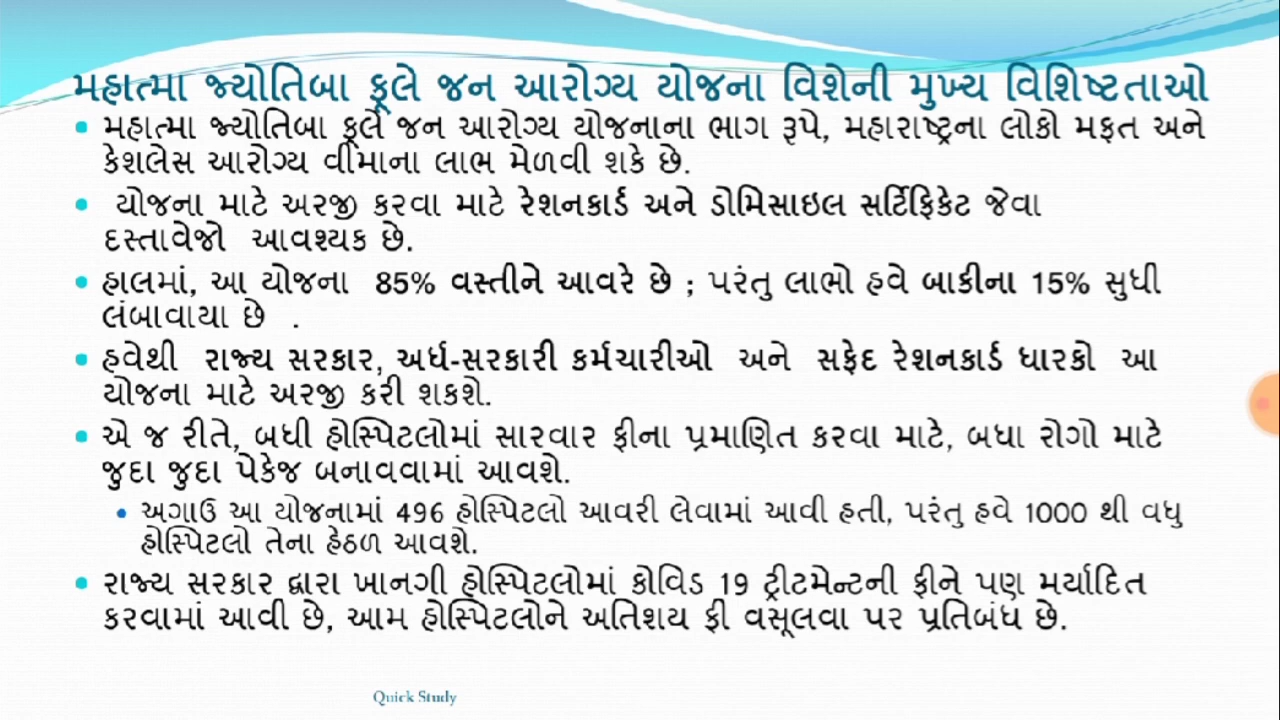 મહાત્મા જ્યોતિબા ફૂલે જન આરોગ્ય યોજના વિશેની મુખ્ય વિશિષ્ટતાઓ
• મહાત્મા જ્યોતિબા ફૂલે જન આરોગ્ય યોજનાના ભાગ રૂપે, મહારાષ્ટ્રના લોકો મફત અને
કેશલેસ આરોગ્ય વીમાના લાભ મેળવી શકે છે.
• યોજના માટે અરજી કરવા માટે રેશનકાર્ડ અને ડોમિસાઇલ સર્ટિફિકેટ જેવા
દસ્તાવેજો આવશ્યક છે.
• હાલમાં, આ યોજના 85% વસ્તીને આવરે છે ; પરંતુ લાભો હવે બાકીના 15% સુધી
લંબાવાયા છે .
• હવેથી રાજ્ય સરકાર, અર્ધ-સરકારી કર્મચારીઓ અને સફેદ રેશનકાર્ડ ધારકો આ
યોજના માટે અરજી કરી શકશે.
• એ જ રીતે, બધી હોસ્પિટલોમાં સારવાર ફીના પ્રમાણિત કરવા માટે, બધા રોગો માટે
જુદા જુદા પેકેજ બનાવવામાં આવશે.
• અગાઉ આ યોજનામાં 496 હોસ્પિટલો આવરી લેવામાં આવી હતી, પરંતુ હવે 1000 થી વધુ
હોસ્પિટલો તેના હેઠળ આવશે.
• રાજ્ય સરકાર દ્વારા ખાનગી હોસ્પિટલોમાં કોવિડ 19 ટ્રીટમેન્ટની ફીને પણ મર્યાદિત
કરવામાં આવી છે, આમ હોસ્પિટલોને અતિશય ફી વસૂલવા પર પ્રતિબંધ છે.
Quick Study